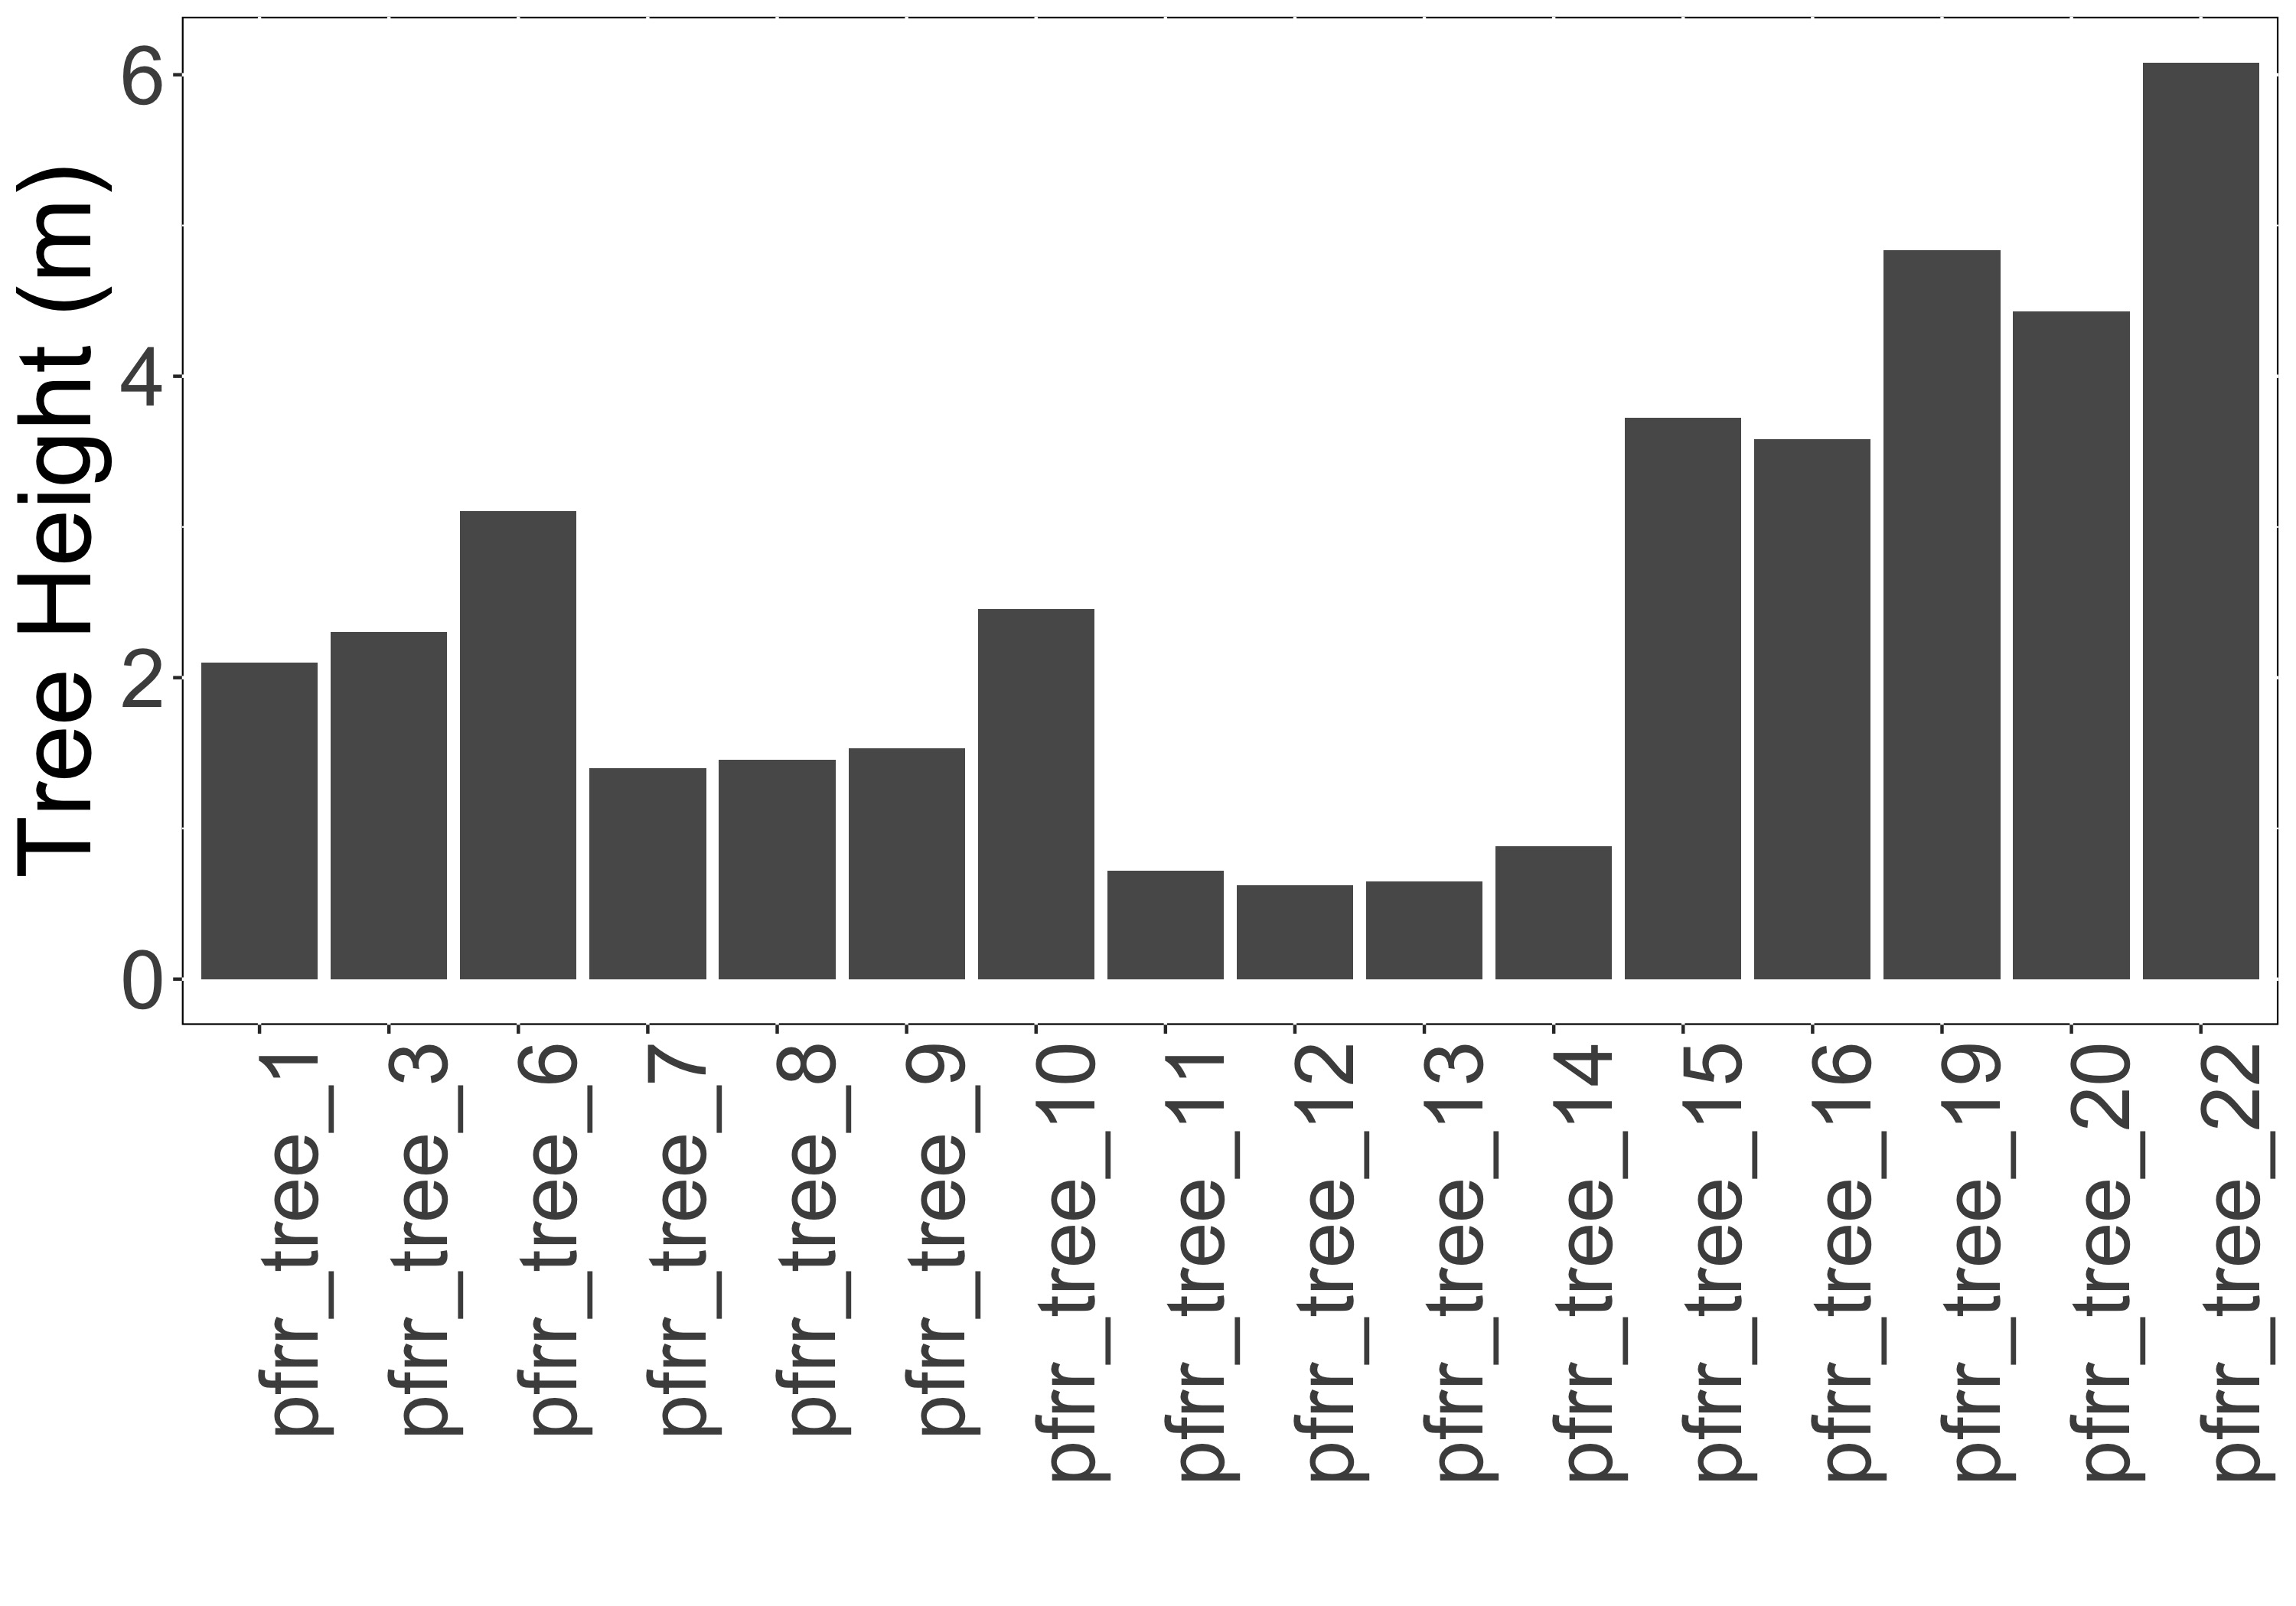 Tree Height (m)
6
4
2
0
pfrr_tree_1
pfrr_tree_3
pfrr_tree_6
pfrr_tree_7
pfrr_tree_8
pfrr_tree_9
pfrr_tree_10
pfrr_tree_11
pfrr_tree_12
pfrr_tree_13
pfrr_tree_14
pfrr_tree_15
pfrr_tree_16
pfrr_tree_19
pfrr_tree_20
pfrr_tree_22